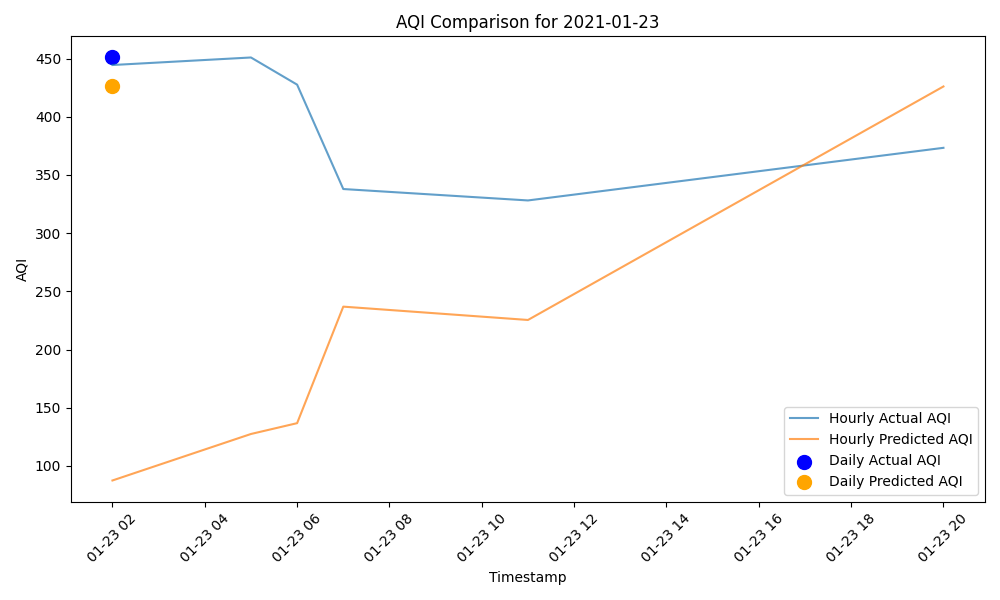 AQI Comparison for 2021-01-23
AQI
450
400
350
300
250
200
150
100
Hourly Actual AQI
Hourly Predicted AQI
Daily Actual AQI
Daily Predicted AQI
01-23 02
01-23 04
01-23 06
01-23 08
01-23 10
01-23 12
01-23 14
01-23 16
01-23 18
01-23 20
Timestamp